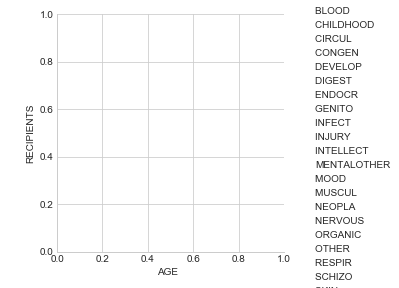 1.0
0.8
0.6
0.4
0.2
0.0
RECIPIENTS
0.0 0.2 0.4 0.6 0.8 1.0
AGE
BLOOD
CHILDHOOD
CIRCUL
CONGEN
DEVELOP
DIGEST
ENDOCR
GENITO
INFECT
INJURY
INTELLECT
MENTALOTHER
MOOD
MUSCUL
NEOPLA
NERVOUS
ORGANIC
OTHER
RESPIR
SCHIZO